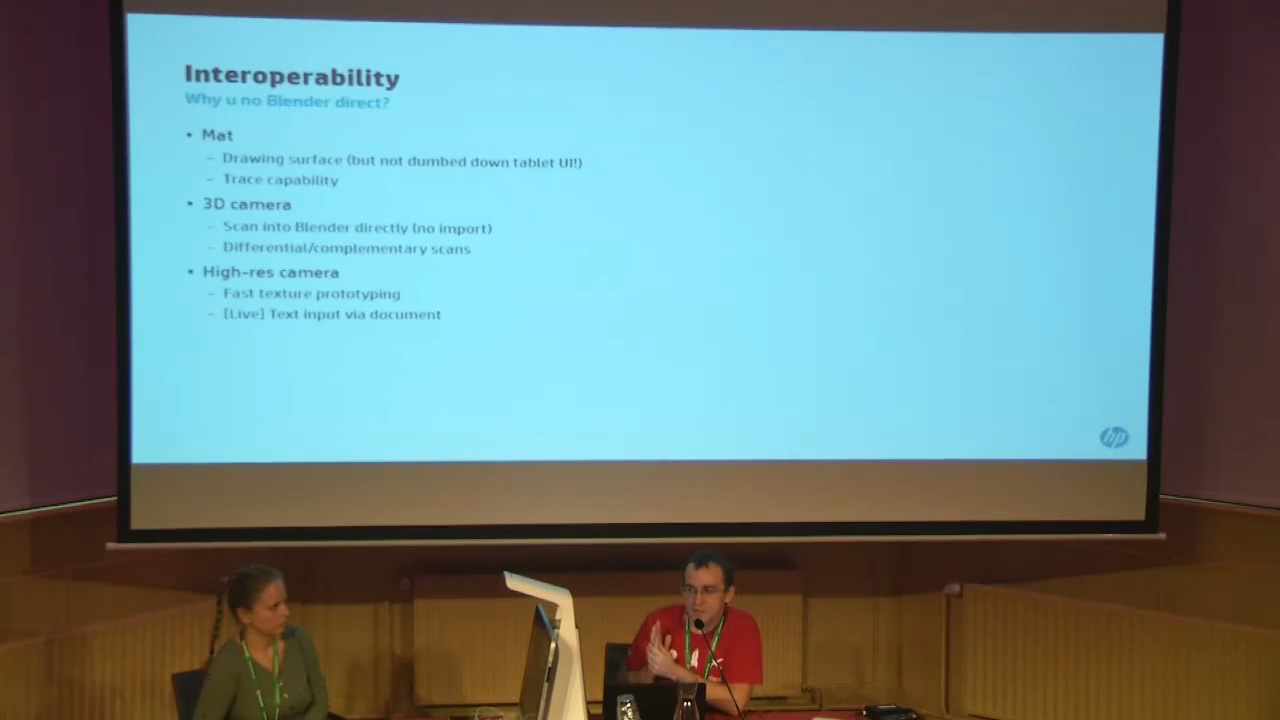 Interoperability
Why u no Blender direct?
• Mat
– Drawing surface (but not dumbed down tablet UI!)
– Trace capability
• 3D camera
– Scan into Blender directly (no import)
– Differential/complementary scans
• High-res camera
– Fast texture prototyping
– [Live] Text input via document
hp